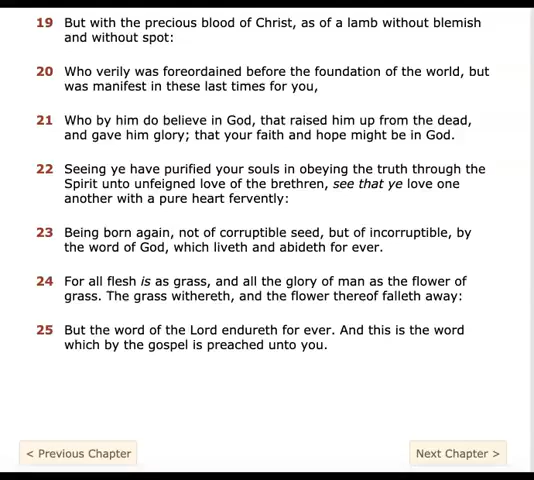 19 But with the precious blood of Christ, as of a lamb without blemish
and without spot:
20 Who verily was foreordained before the foundation of the world, but
was manifest in these last times for you,
21 Who by him do believe in God, that raised him up from the dead,
and gave him glory; that your faith and hope might be in God.
22 Seeing ye have purified your souls in obeying the truth through the
Spirit unto unfeigned love of the brethren, see that ye love one
another with a pure heart fervently:
23 Being born again, not of corruptible seed, but of incorruptible, by
the word of God, which liveth and abideth for ever.
24 For all flesh is as grass, and all the glory of man as the flower of
grass. The grass withereth, and the flower thereof falleth away:
25 But the word of the Lord endureth for ever. And this is the word
which by the gospel is preached unto you.
< Previous Chapter
Next Chapter >